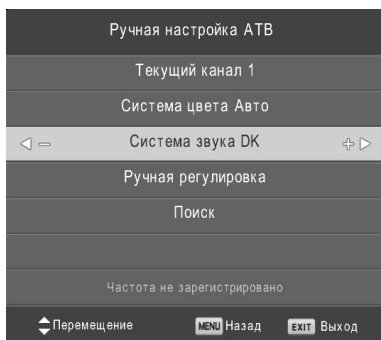 Ручная настройка АТВ
Текущий канал 1
Система цвета Авто
Система звука DK
Ручная регулировка
Поиск
Частота не зарегистрировано
Перемещение MENU Назад EXIT Выход